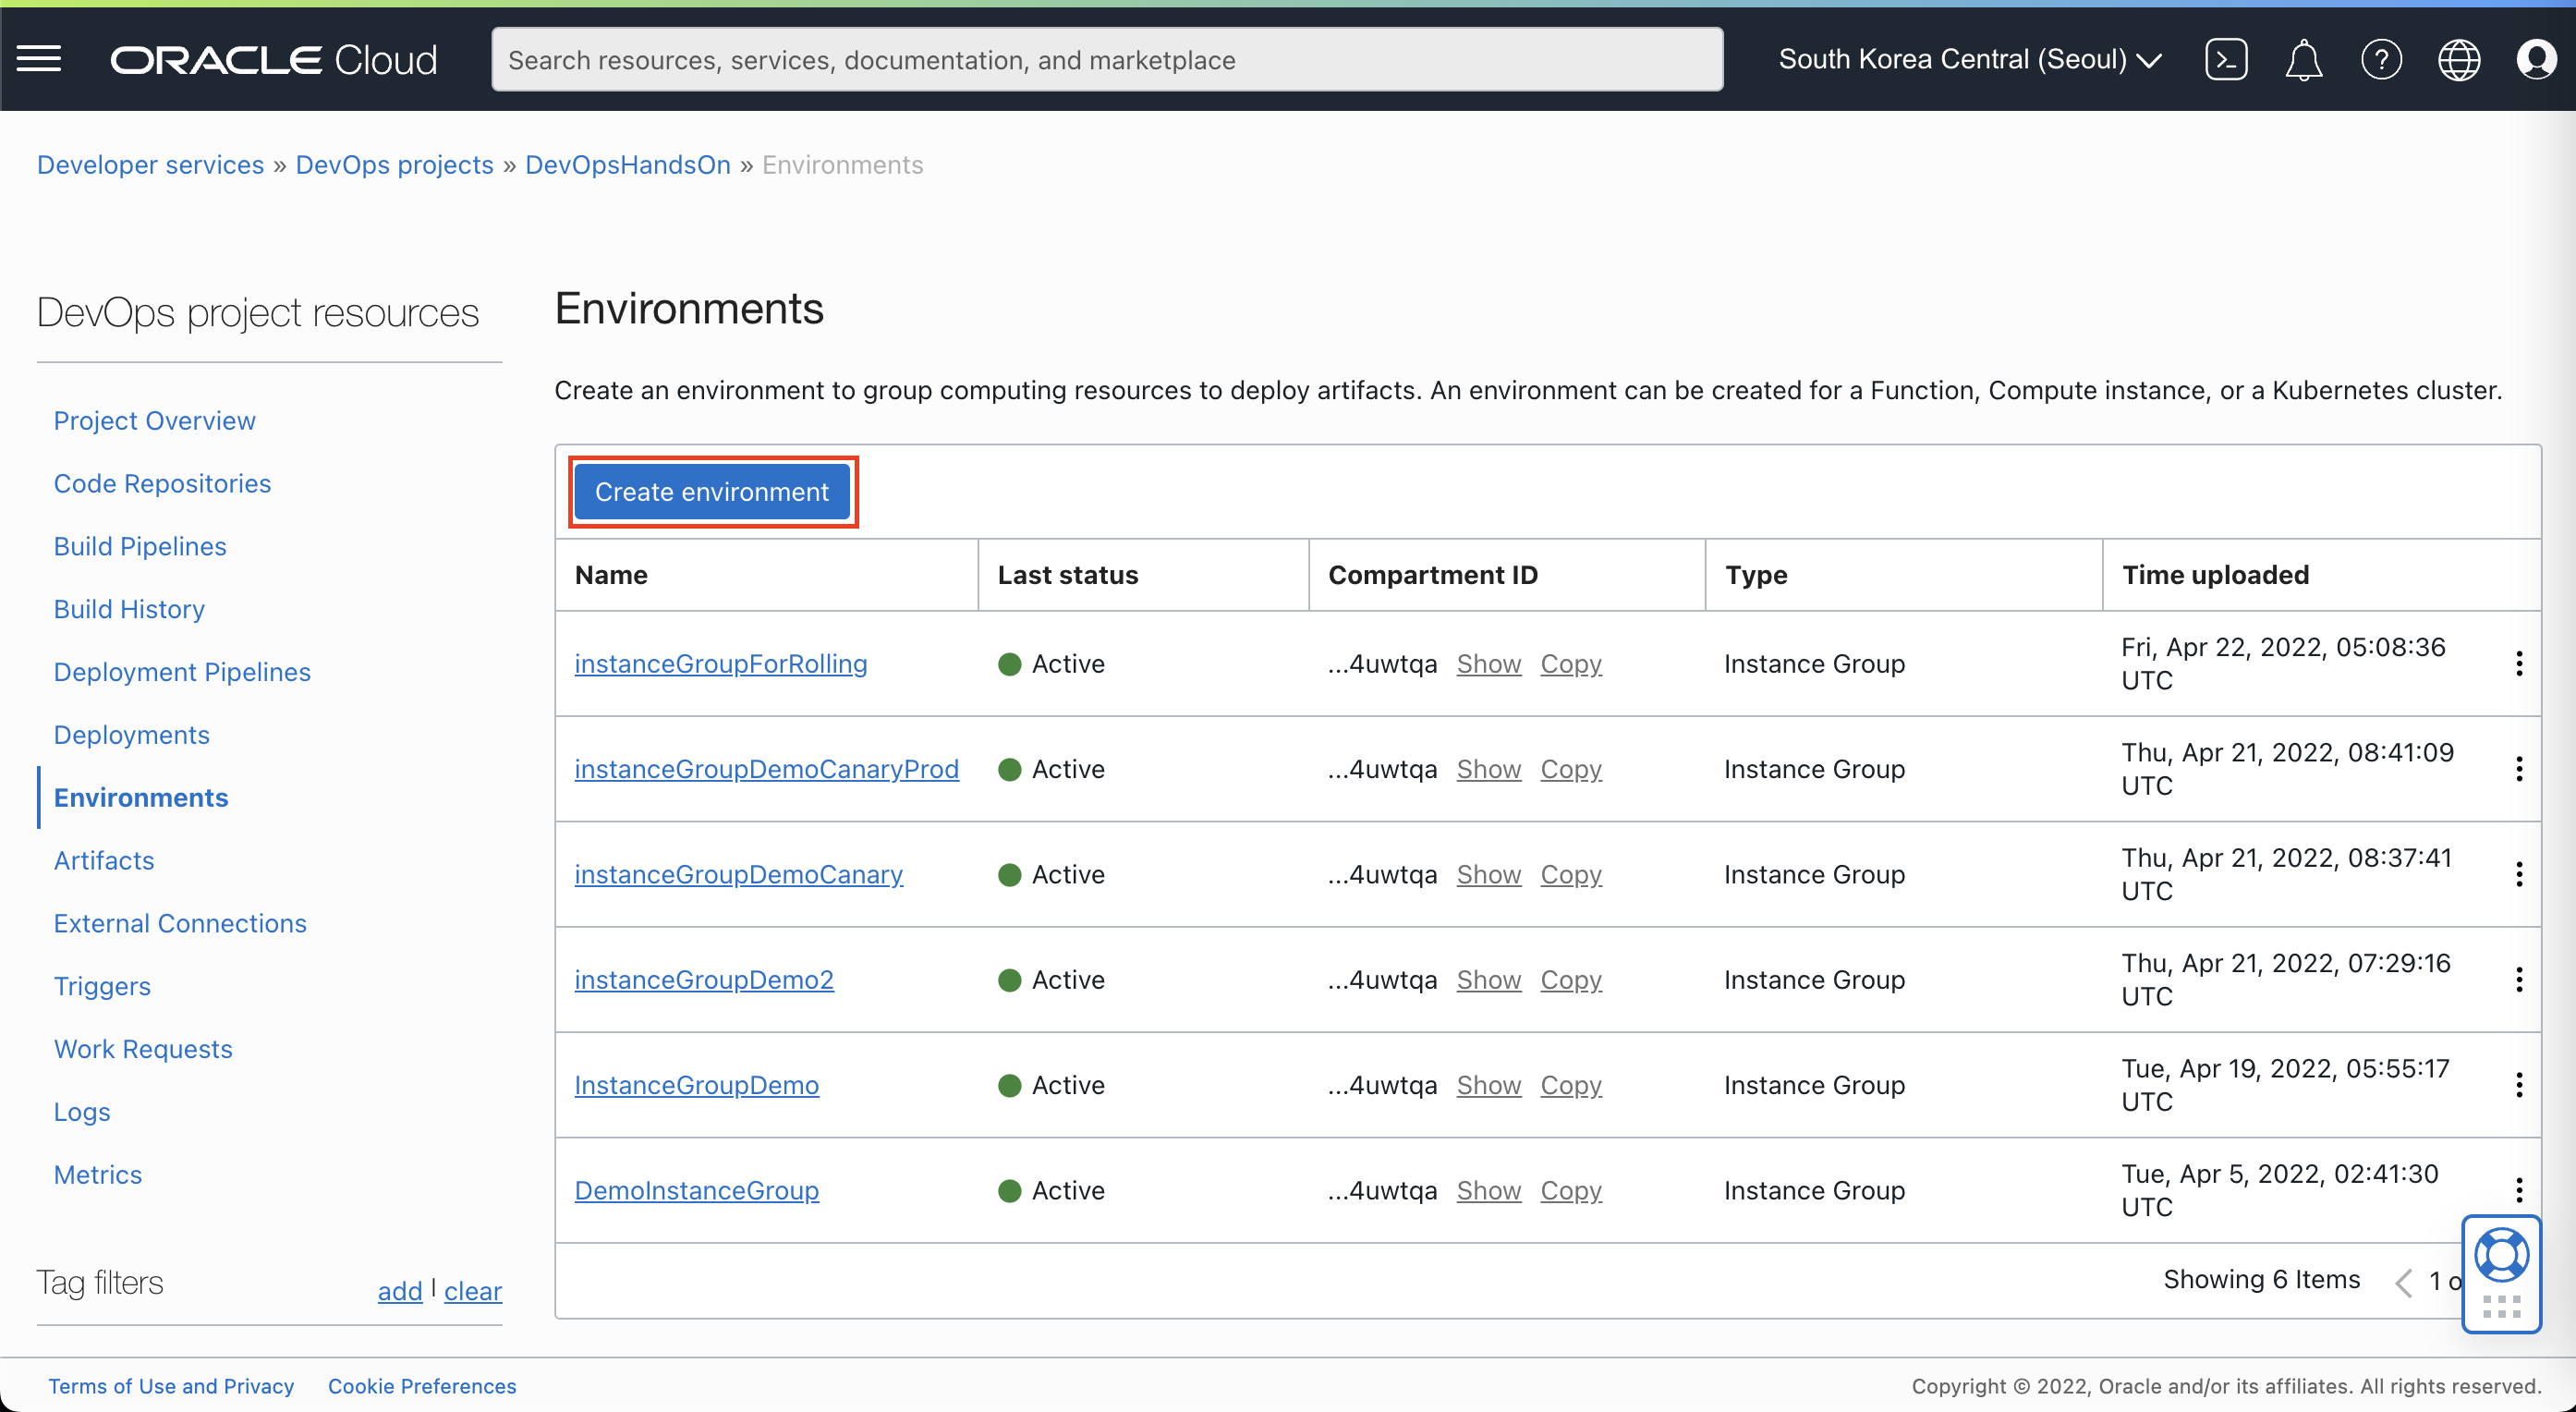 ORACLE Cloud
Search resources, services, documentation, and marketplace
South Korea Central (Seoul)
Developer services » DevOps projects » DevOpsHandsOn » Environments
DevOps project resources
Project Overview
Code Repositories
Build Pipelines
Build History
Deployment Pipelines
Deployments
Environments
Artifacts
External Connections
Triggers
Work Requests
Logs
Metrics
Tag filters
add | clear
Environments
Create an environment to group computing resources to deploy artifacts. An environment can be created for a Function, Compute instance, or a Kubernetes cluster.
Create environment
Name Last status Compartment ID Type Time uploaded
instanceGroupForRolling Active ...4uwtqa Show Copy Instance Group Fri, Apr 22, 2022, 05:08:36
UTC
instanceGroupDemoCanaryProd Active ...4uwtqa Show Copy Instance Group Thu, Apr 21, 2022, 08:41:09
UTC
instanceGroupDemoCanary Active ...4uwtqa Show Copy Instance Group Thu, Apr 21, 2022, 08:37:41
UTC
instanceGroupDemo2 Active ...4uwtqa Show Copy Instance Group Thu, Apr 21, 2022, 07:29:16
UTC
InstanceGroupDemo Active ...4uwtqa Show Copy Instance Group Tue, Apr 19, 2022, 05:55:17
UTC
DemoInstanceGroup Active ...4uwtqa Show Copy Instance Group Tue, Apr 5, 2022, 02:41:30
UTC
Showing 6 Items 1
Terms of Use and Privacy Cookie Preferences
Copyright © 2022, Oracle and/or its affiliates. All rights reserved.